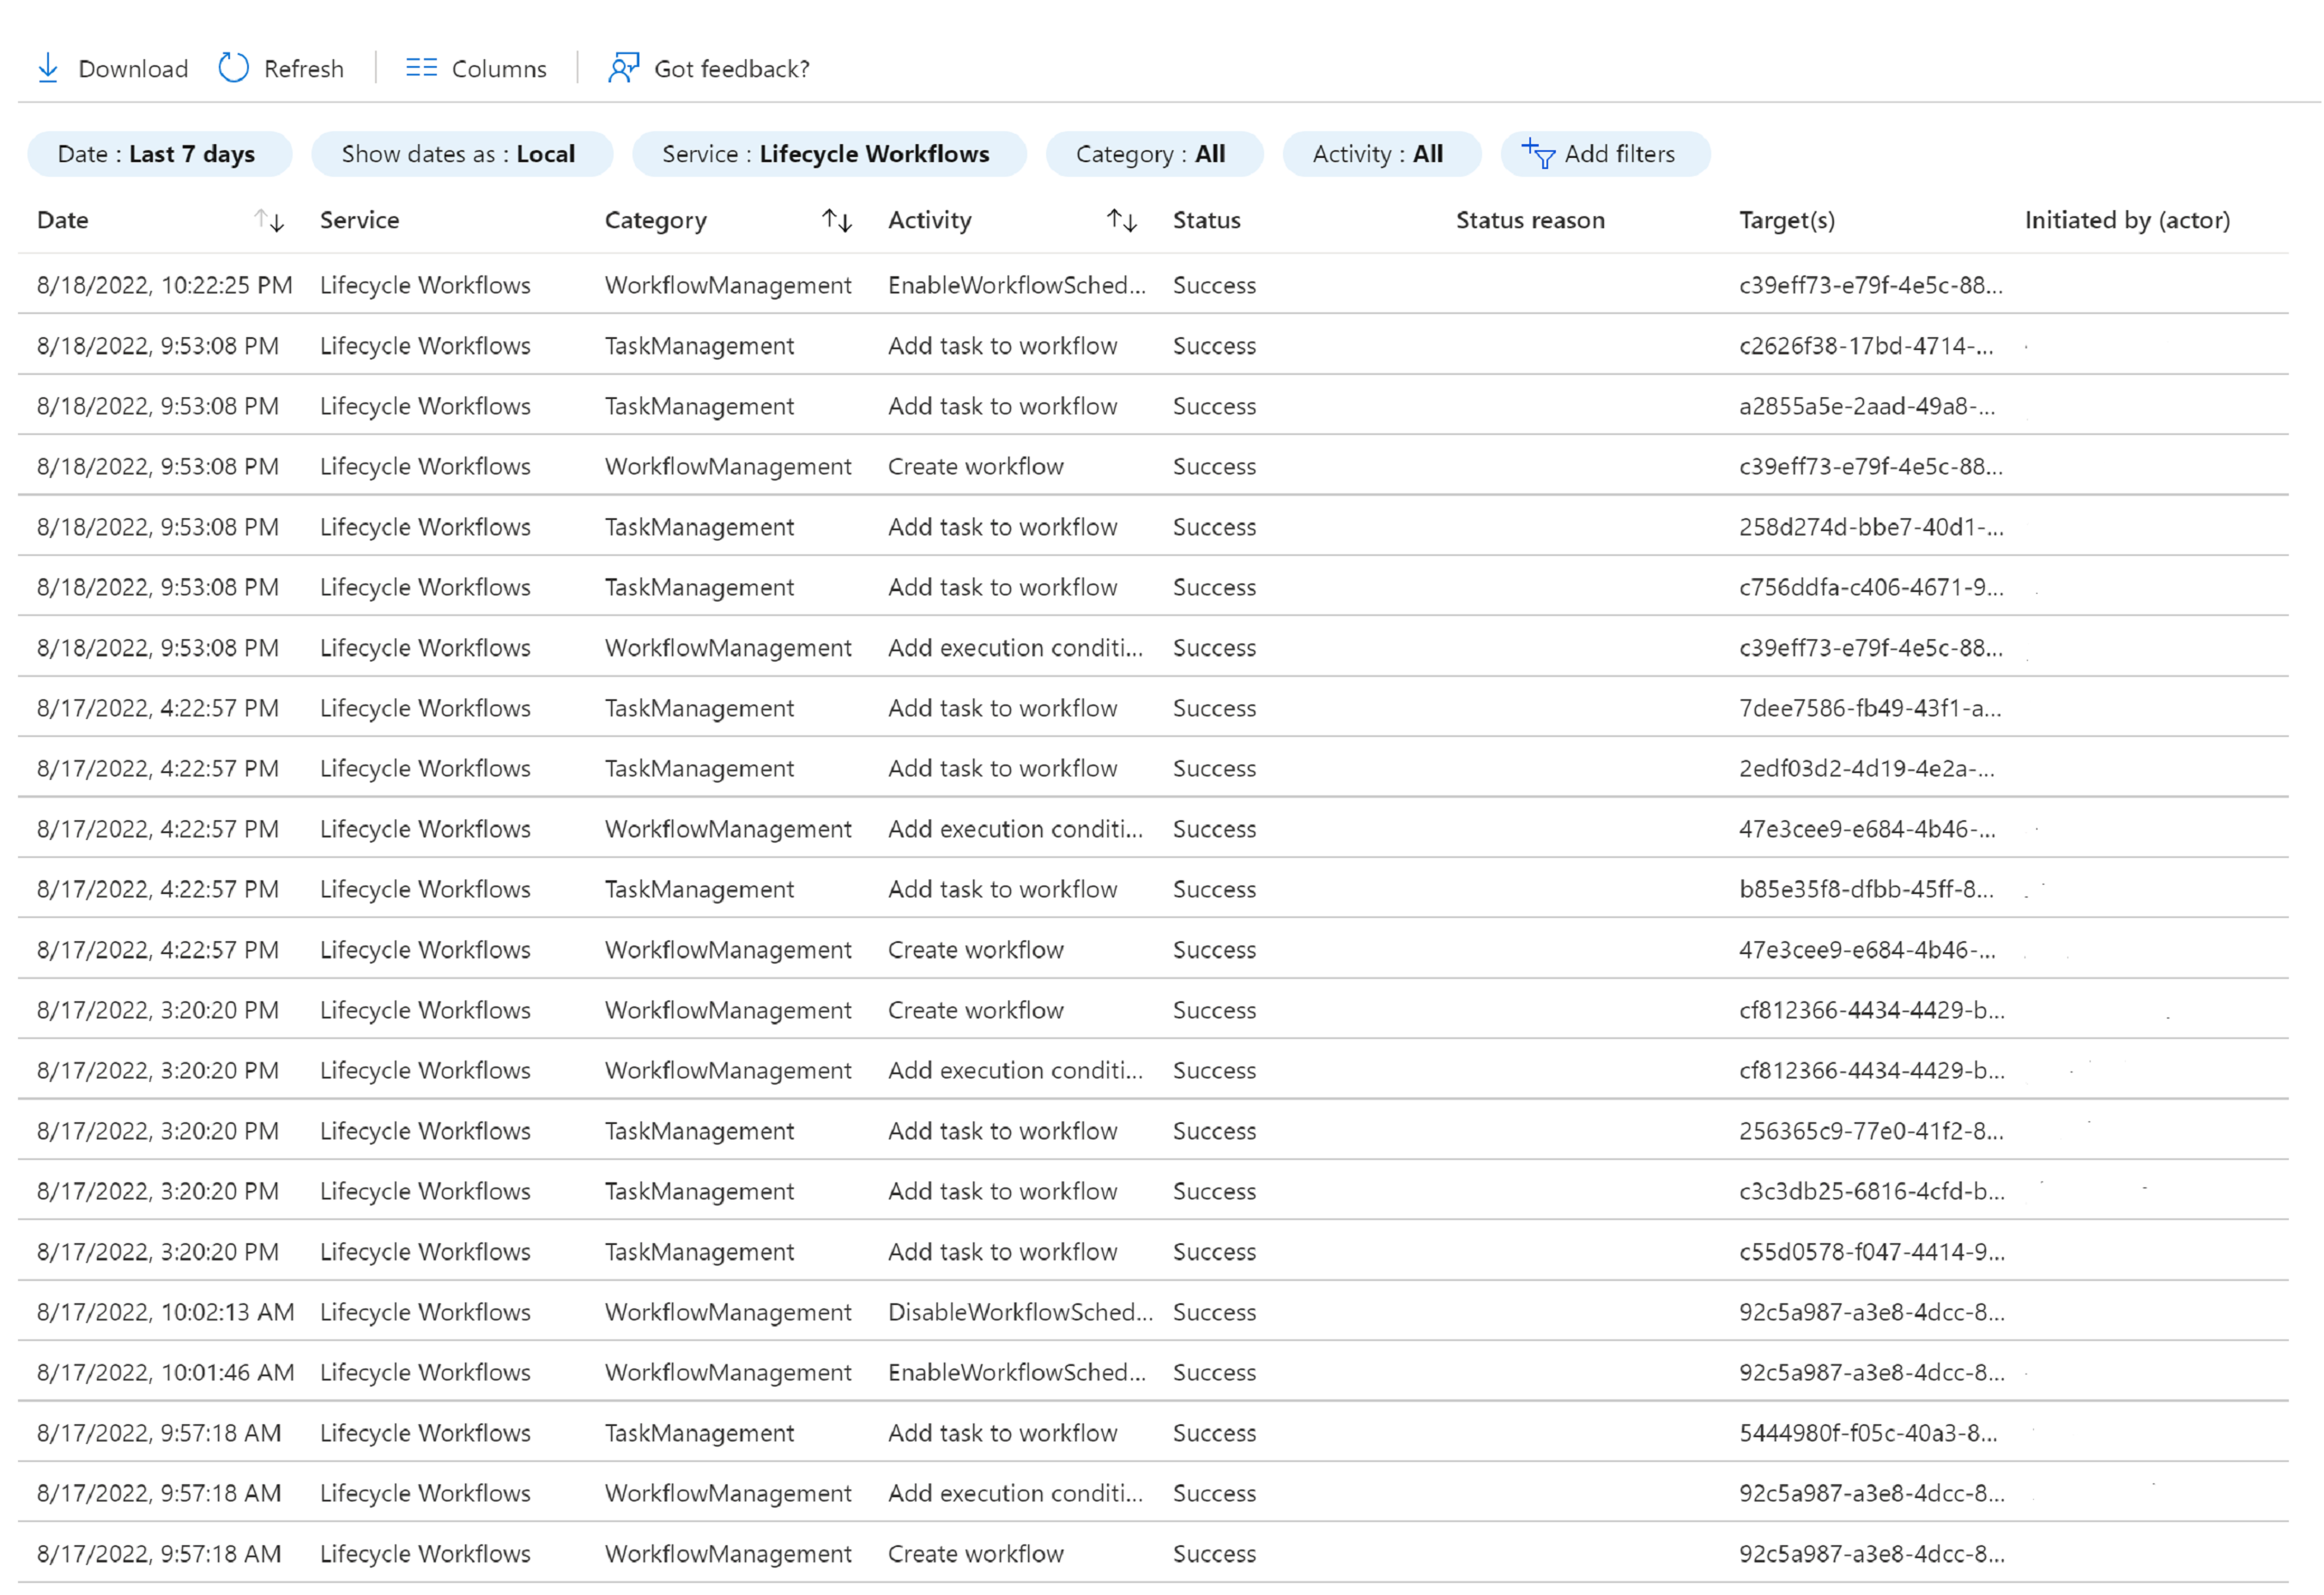 Download Refresh Columns Got feedback?
Date : Last 7 days Show dates as : Local Service : Lifecycle Workflows Category : All Activity : All Add filters
Date Service Category Activity Status Status reason Target(s) Initiated by (actor)
8/18/2022, 10:22:25 PM Lifecycle Workflows WorkflowManagement EnableWorkflowSched... Success c39eff73-e79f-4e5c-88...
8/18/2022, 9:53:08 PM Lifecycle Workflows TaskManagement Add task to workflow Success c2626f38-17bd-4714-...
8/18/2022, 9:53:08 PM Lifecycle Workflows TaskManagement Add task to workflow Success a2855a5e-2aad-49a8-...
8/18/2022, 9:53:08 PM Lifecycle Workflows WorkflowManagement Create workflow Success c39eff73-e79f-4e5c-88...
8/18/2022, 9:53:08 PM Lifecycle Workflows TaskManagement Add task to workflow Success 258d274d-bbe7-40d1-...
8/18/2022, 9:53:08 PM Lifecycle Workflows TaskManagement Add task to workflow Success c756ddfa-c406-4671-9...
8/18/2022, 9:53:08 PM Lifecycle Workflows WorkflowManagement Add execution conditi... Success c39eff73-e79f-4e5c-88...
8/17/2022, 4:22:57 PM Lifecycle Workflows TaskManagement Add task to workflow Success 7dee7586-fb49-43f1-a...
8/17/2022, 4:22:57 PM Lifecycle Workflows TaskManagement Add task to workflow Success 2edf03d2-4d19-4e2a-...
8/17/2022, 4:22:57 PM Lifecycle Workflows WorkflowManagement Add execution conditi... Success 47e3cee9-e684-4b46-...
8/17/2022, 4:22:57 PM Lifecycle Workflows TaskManagement Add task to workflow Success b85e35f8-dfbb-45ff-8...
8/17/2022, 4:22:57 PM Lifecycle Workflows WorkflowManagement Create workflow Success 47e3cee9-e684-4b46-...
8/17/2022, 3:20:20 PM Lifecycle Workflows WorkflowManagement Create workflow Success cf812366-4434-4429-b...
8/17/2022, 3:20:20 PM Lifecycle Workflows WorkflowManagement Add execution conditi... Success cf812366-4434-4429-b...
8/17/2022, 3:20:20 PM Lifecycle Workflows TaskManagement Add task to workflow Success 256365c9-77e0-41f2-8...
8/17/2022, 3:20:20 PM Lifecycle Workflows TaskManagement Add task to workflow Success c3c3db25-6816-4cfd-b...
8/17/2022, 3:20:20 PM Lifecycle Workflows TaskManagement Add task to workflow Success c55d0578-f047-4414-9...
8/17/2022, 10:02:13 AM Lifecycle Workflows WorkflowManagement DisableWorkflowSched... Success 92c5a987-a3e8-4dcc-8...
8/17/2022, 10:01:46 AM Lifecycle Workflows WorkflowManagement EnableWorkflowSched... Success 92c5a987-a3e8-4dcc-8...
8/17/2022, 9:57:18 AM Lifecycle Workflows TaskManagement Add task to workflow Success 5444980f-f05c-40a3-8...
8/17/2022, 9:57:18 AM Lifecycle Workflows WorkflowManagement Add execution conditi... Success 92c5a987-a3e8-4dcc-8...
8/17/2022, 9:57:18 AM Lifecycle Workflows WorkflowManagement Create workflow Success 92c5a987-a3e8-4dcc-8...